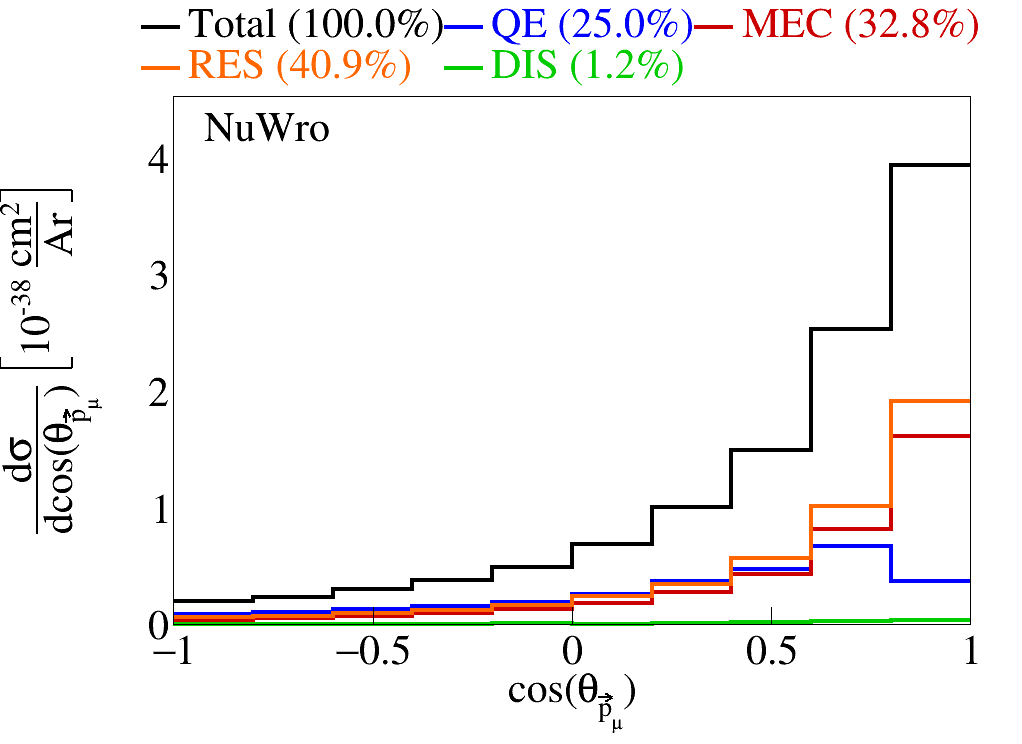 Total (100.0%) QE (25.0%) MEC (32.8%)
RES (40.9%) DIS (1.2%)
NuWro
dσ/dcos(θp⃗μ) [10-38 cm2/Ar]
4
3
2
1
0
−1 −0.5 0 0.5 1
cos(θp⃗μ)